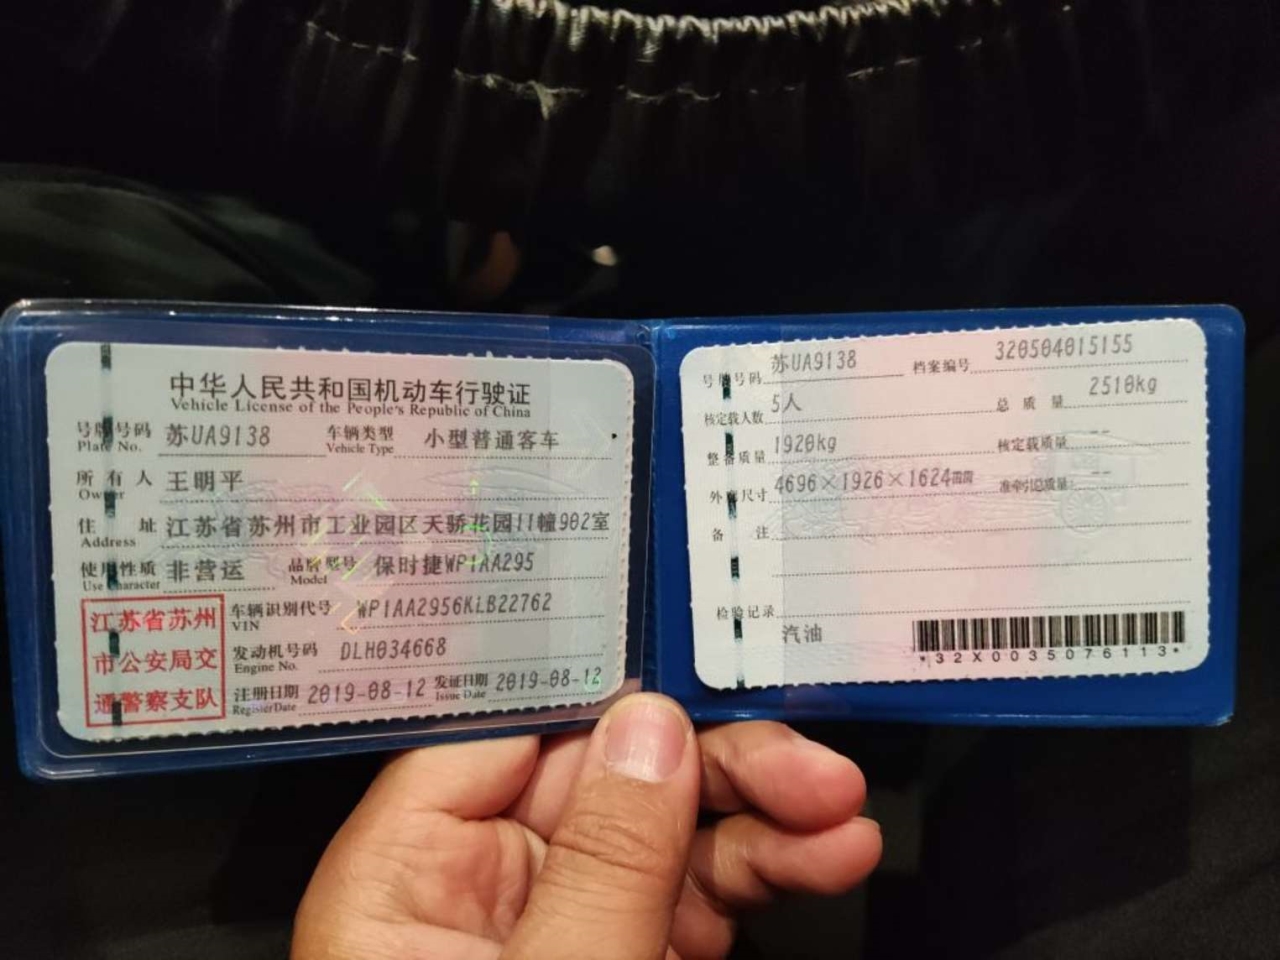 中华人民共和国机动车行驶证
Vehicle License of the People's Republic of China
号牌号码 苏UA9138 车辆类型 小型普通客车
Plate No. Vehicle Type
所有人 王明平
Owner
住址 江苏省苏州市工业园区天骄花园11幢902室
Address
使用性质 非营运 品牌型号 保时捷WP1AA295
Use Character Model
江苏省苏州
市公安局交
通警察支队
车辆识别代号 WP1AA2956KLB22762
VIN
发动机号码 DLH034668
Engine No.
注册日期 2019-08-12 发证日期 2019-08-12
Register Date Issue Date
号牌号码 苏UA9138 档案编号 320504015155
核定载人数 5人 总质量 2510kg
整备质量 1920kg 核定载质量 --
外廓尺寸 4696×1926×1624mm 准牵引总质量 --
备注
检验记录
汽油
*32X0035076113*